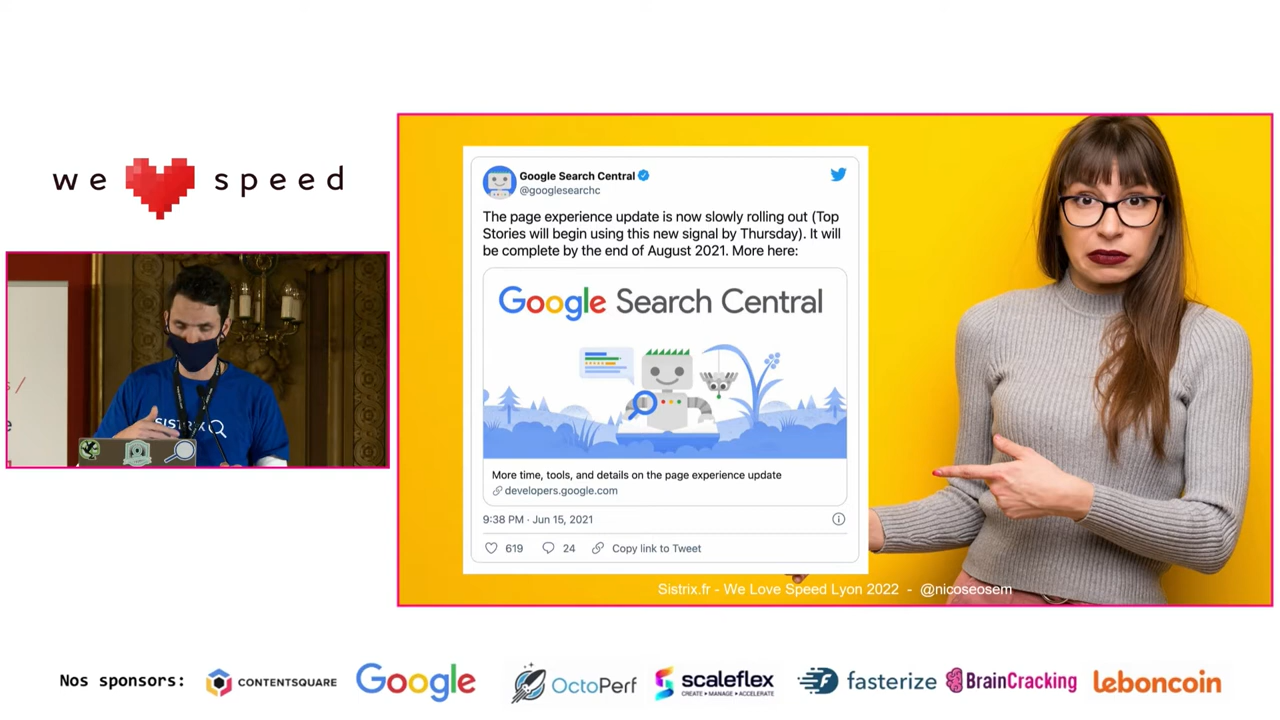 we speed
SISTRIX
Google Search Central
@googlesearchc
The page experience update is now slowly rolling out (Top
Stories will begin using this new signal by Thursday). It will
be complete by the end of August 2021. More here:
Google Search Central
More time, tools, and details on the page experience update
developers.google.com
9:38 PM · Jun 15, 2021
619 24 Copy link to Tweet
Sistrix.fr - We Love Speed Lyon 2022 - @nicoseosem
Nos sponsors: CONTENTSQUARE Google OctoPerf scaleflex fasterize BrainCracking leboncoin
CREATE • MANAGE • ACCELERATE